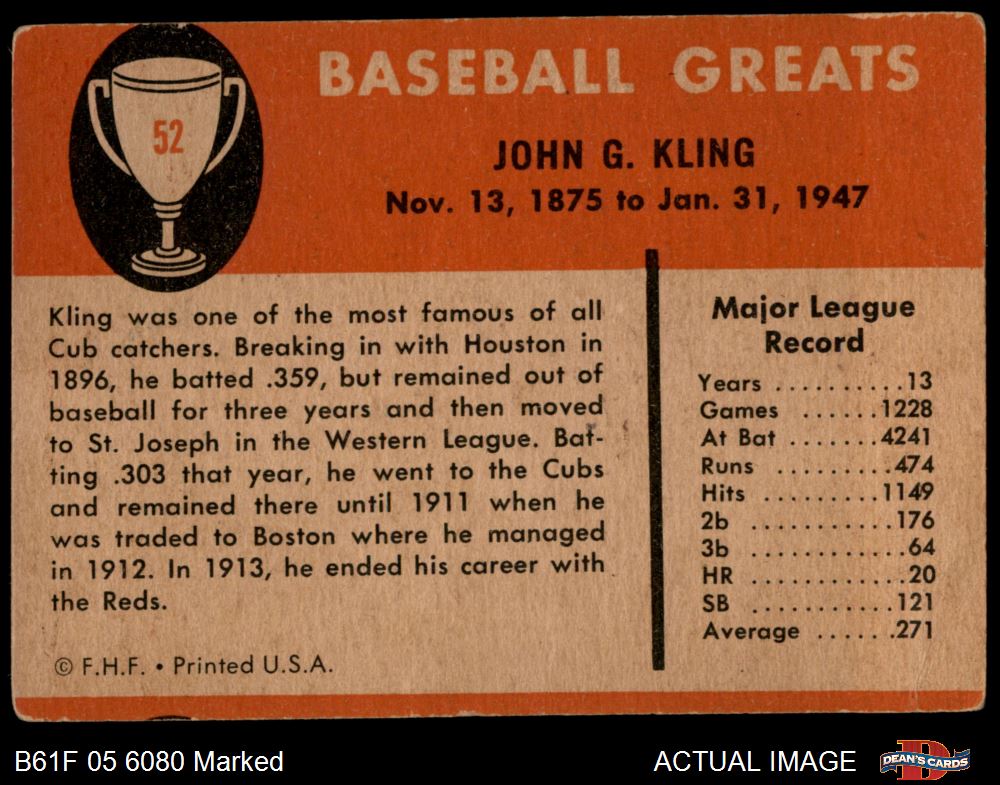 52
BASEBALL GREATS
JOHN G. KLING
Nov. 13, 1875 to Jan. 31, 1947
Kling was one of the most famous of all
Cub catchers. Breaking in with Houston in
1896, he batted .359, but remained out of
baseball for three years and then moved
to St. Joseph in the Western League. Bat-
ting .303 that year, he went to the Cubs
and remained there until 1911 when he
was traded to Boston where he managed
in 1912. In 1913, he ended his career with
the Reds.
© F.H.F. • Printed U.S.A.
Major League
Record
Years ..........13
Games ......1228
At Bat .......4241
Runs .........474
Hits .........1149
2b ...........176
3b ............64
HR ............20
SB ...........121
Average .......271
B61F 05 6080 Marked
ACTUAL IMAGE
D
DEAN'S CARDS